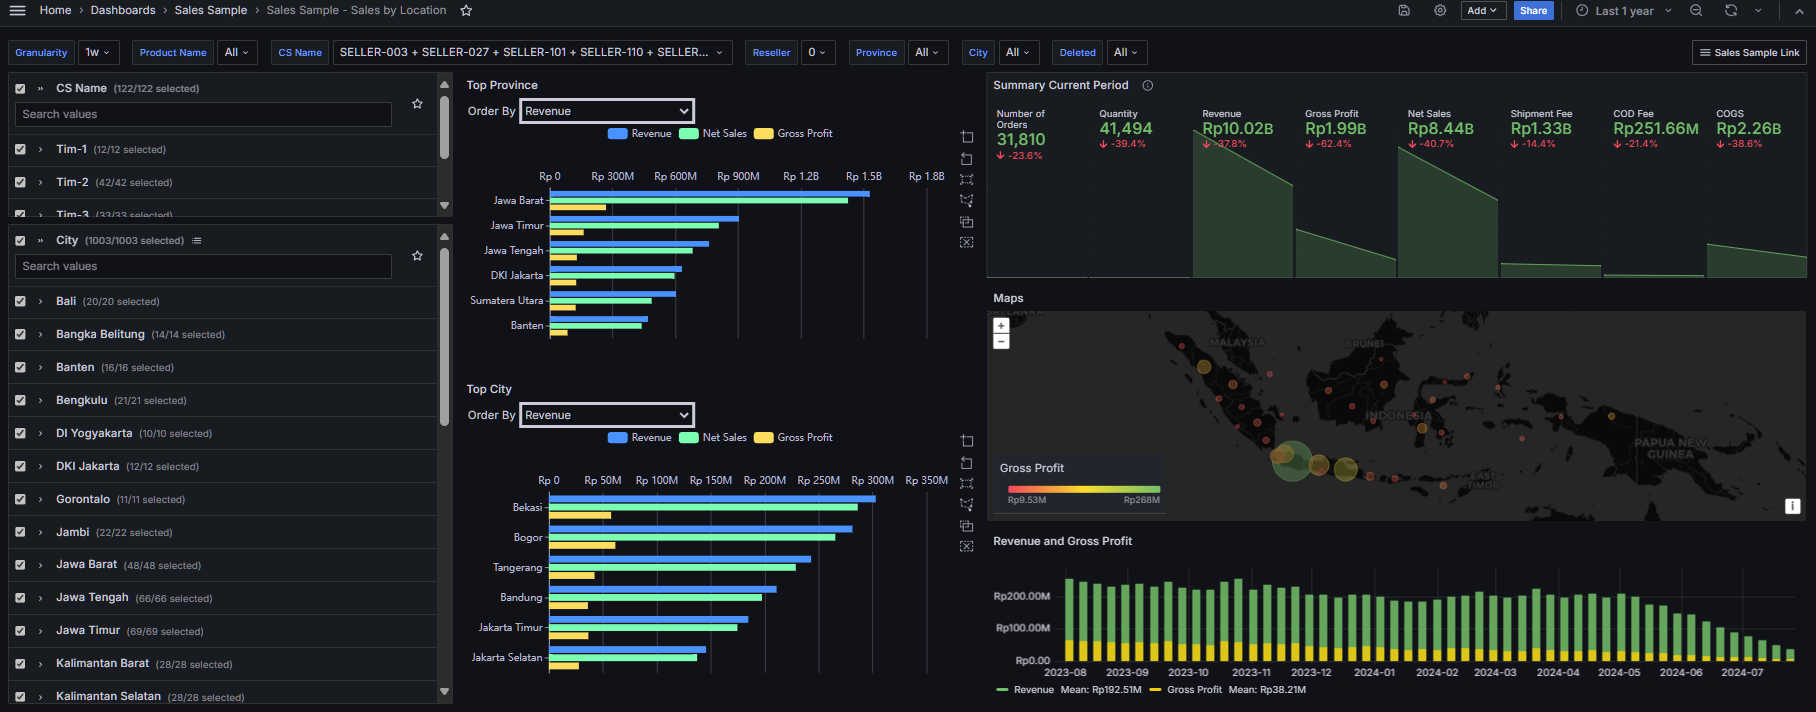 Home › Dashboards › Sales Sample › Sales Sample - Sales by Location
Add
Share
Last 1 year
Granularity 1w
Product Name All
CS Name SELLER-003 + SELLER-027 + SELLER-101 + SELLER-110 + SELLER...
Reseller 0
Province All
City All
Deleted All
Sales Sample Link
CS Name (122/122 selected)
Search values
Tim-1 (12/12 selected)
Tim-2 (42/42 selected)
Tim-3 (33/33 selected)
City (1003/1003 selected)
Search values
Bali (20/20 selected)
Bangka Belitung (14/14 selected)
Banten (16/16 selected)
Bengkulu (21/21 selected)
DI Yogyakarta (10/10 selected)
DKI Jakarta (12/12 selected)
Gorontalo (11/11 selected)
Jambi (22/22 selected)
Jawa Barat (48/48 selected)
Jawa Tengah (66/66 selected)
Jawa Timur (69/69 selected)
Kalimantan Barat (28/28 selected)
Kalimantan Selatan (28/28 selected)
Top Province
Order By Revenue
Revenue Net Sales Gross Profit
Rp 0 Rp 300M Rp 600M Rp 900M Rp 1.2B Rp 1.5B Rp 1.8B
Jawa Barat
Jawa Timur
Jawa Tengah
DKI Jakarta
Sumatera Utara
Banten
Top City
Order By Revenue
Revenue Net Sales Gross Profit
Rp 0 Rp 50M Rp 100M Rp 150M Rp 200M Rp 250M Rp 300M Rp 350M
Bekasi
Bogor
Tangerang
Bandung
Jakarta Timur
Jakarta Selatan
Summary Current Period
Number of Orders
31,810
-23.6%
Quantity
41,494
-39.4%
Revenue
Rp10.02B
-37.8%
Gross Profit
Rp1.99B
-62.4%
Net Sales
Rp8.44B
-40.7%
Shipment Fee
Rp1.33B
-14.4%
COD Fee
Rp251.66M
-21.4%
COGS
Rp2.26B
-38.6%
Maps
+
−
SRI LANKA
MALAYSIA
BRUNEI
INDONESIA
PAPUA NEW GUINEA
EAST TIMOR
Gross Profit
Rp9.53M Rp268M
i
Revenue and Gross Profit
Rp200.00M
Rp100.00M
Rp0.00
2023-08 2023-09 2023-10 2023-11 2023-12 2024-01 2024-02 2024-03 2024-04 2024-05 2024-06 2024-07
Revenue Mean: Rp192.51M Gross Profit Mean: Rp38.21M